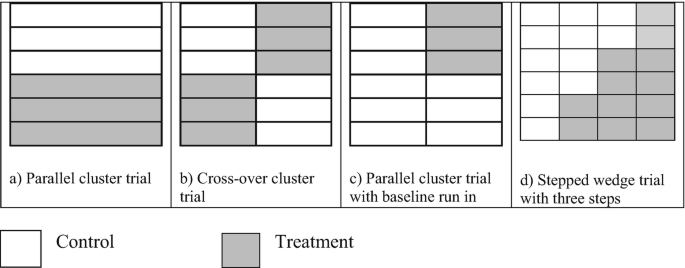 a) Parallel cluster trial
b) Cross-over cluster
trial
c) Parallel cluster trial
with baseline run in
d) Stepped wedge trial
with three steps
Control
Treatment